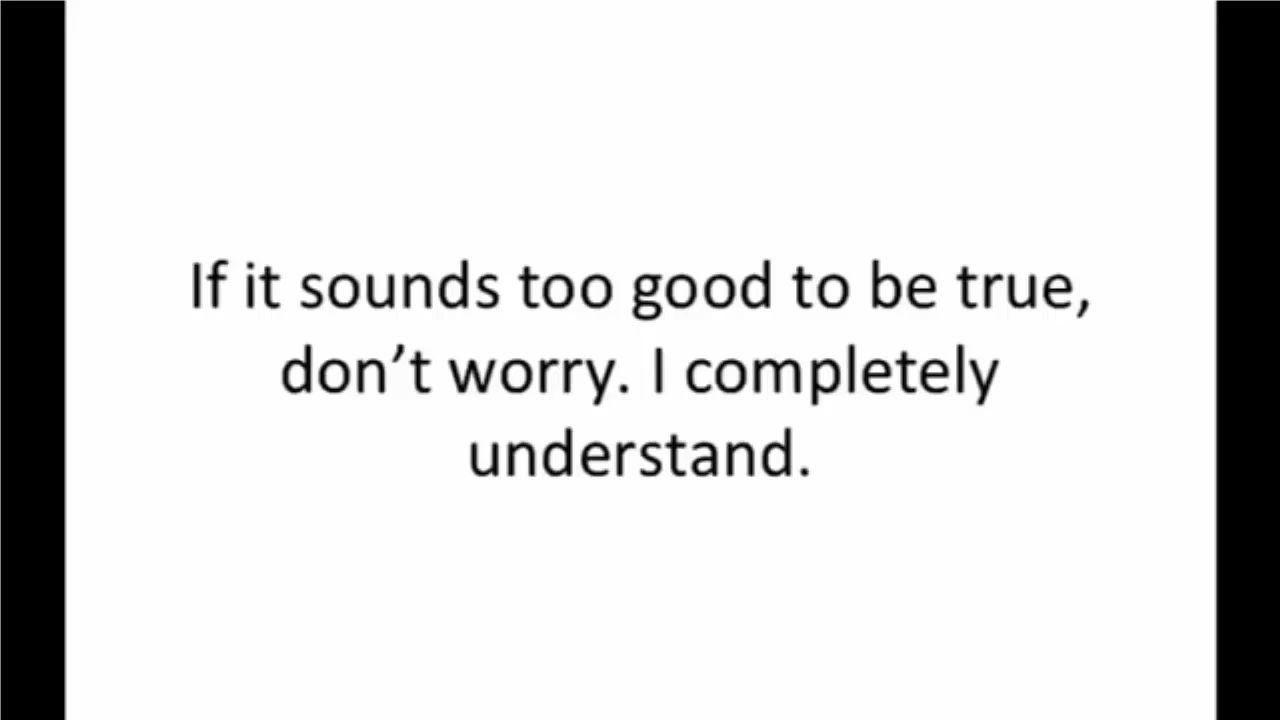 If it sounds too good to be true,
don’t worry. I completely
understand.